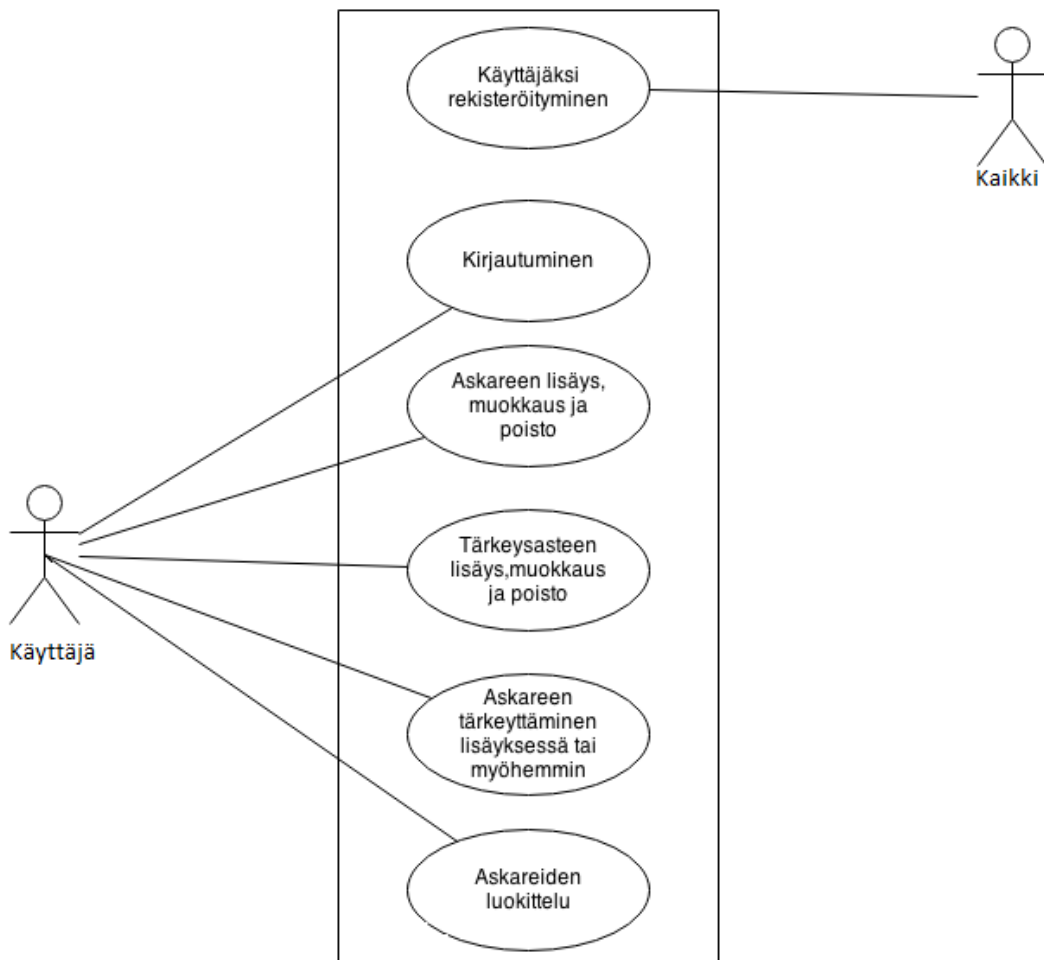 Käyttäjäksi
rekisteröityminen
Kaikki
Kirjautuminen
Askareen lisäys,
muokkaus ja
poisto
Tärkeysasteen
lisäys,muokkaus
ja poisto
Käyttäjä
Askareen
tärkeyttäminen
lisäyksessä tai
myöhemmin
Askareiden
luokittelu